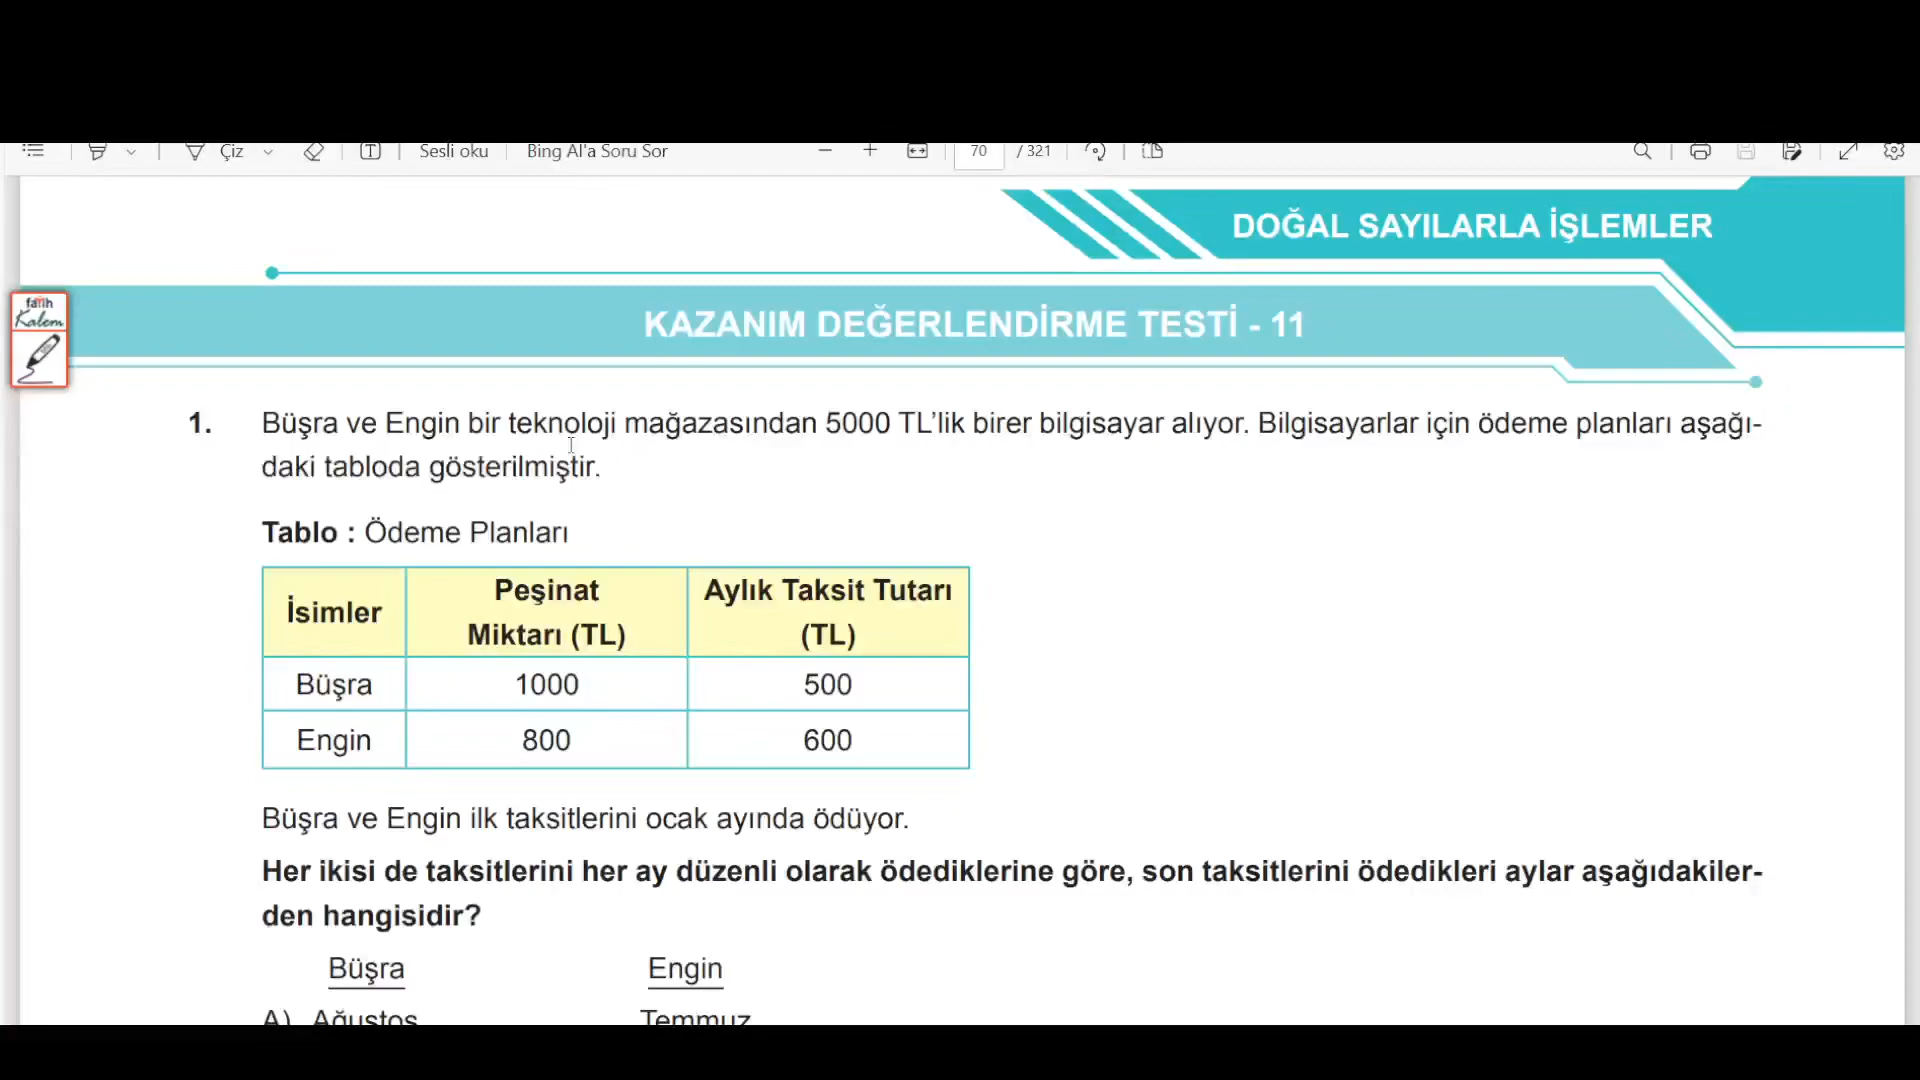 Çiz
Sesli oku
Bing AI'a Soru Sor
70
/ 321
DOĞAL SAYILARLA İŞLEMLER
fatih
Kalem
KAZANIM DEĞERLENDİRME TESTİ - 11
1. Büşra ve Engin bir teknoloji mağazasından 5000 TL'lik birer bilgisayar alıyor. Bilgisayarlar için ödeme planları aşağı-
daki tabloda gösterilmiştir.
Tablo : Ödeme Planları
İsimler
Peşinat
Miktarı (TL)
Aylık Taksit Tutarı
(TL)
Büşra 1000 500
Engin 800 600
Büşra ve Engin ilk taksitlerini ocak ayında ödüyor.
Her ikisi de taksitlerini her ay düzenli olarak ödediklerine göre, son taksitlerini ödedikleri aylar aşağıdakiler-
den hangisidir?
Büşra Engin
A) Ağustos Temmuz